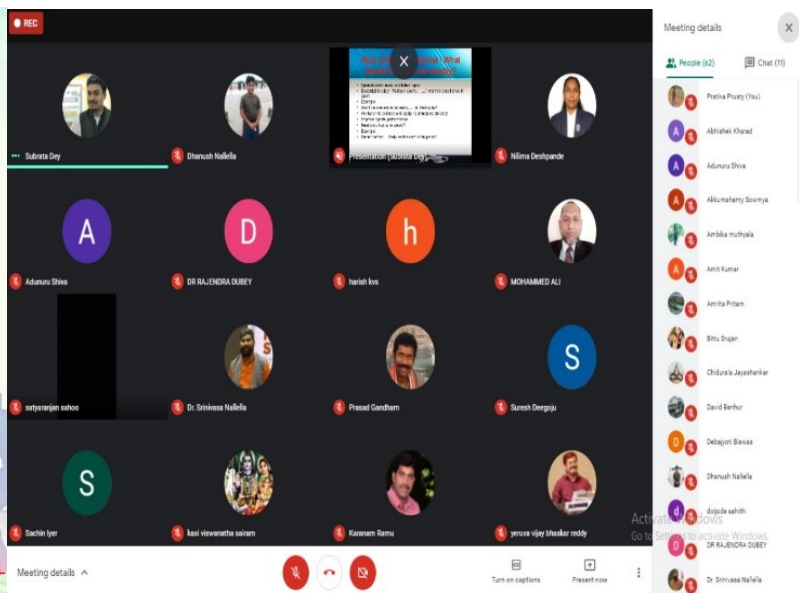 REC
Subrata Dey
Dhanush Nallella
Presentation (Subrata Dey)
Nilima Deshpande
A
D
h
Adunuru Shiva
DR RAJENDRA DUBEY
harish kvs
MOHAMMED ALI
S
satyaranjan sahoo
Dr. Srinivasa Nallella
Prasad Gandham
Suresh Deegoju
S
Sachin Iyer
kasi viswanatha sairam
Karanam Ramu
yeruva vijay bhaskar reddy
Meeting details
Turn on captions
Present now
Meeting details
People (62)
Chat (11)
Prativa Prusty (You)
A Abhishek Kharad
A Adunuru Shiva
A Akkumahanty Sowmya
Ambika muthyala
A Amit Kumar
Amrita Pritam
Bittu Srujan
Chidurala Jayashankar
David Benhur
D Debajyoti Biswas
Dhanush Nallella
d doijode sahithi
D DR RAJENDRA DUBEY
Dr. Srinivasa Nallella
Activate Windows
Go to Settings to activate Windows.